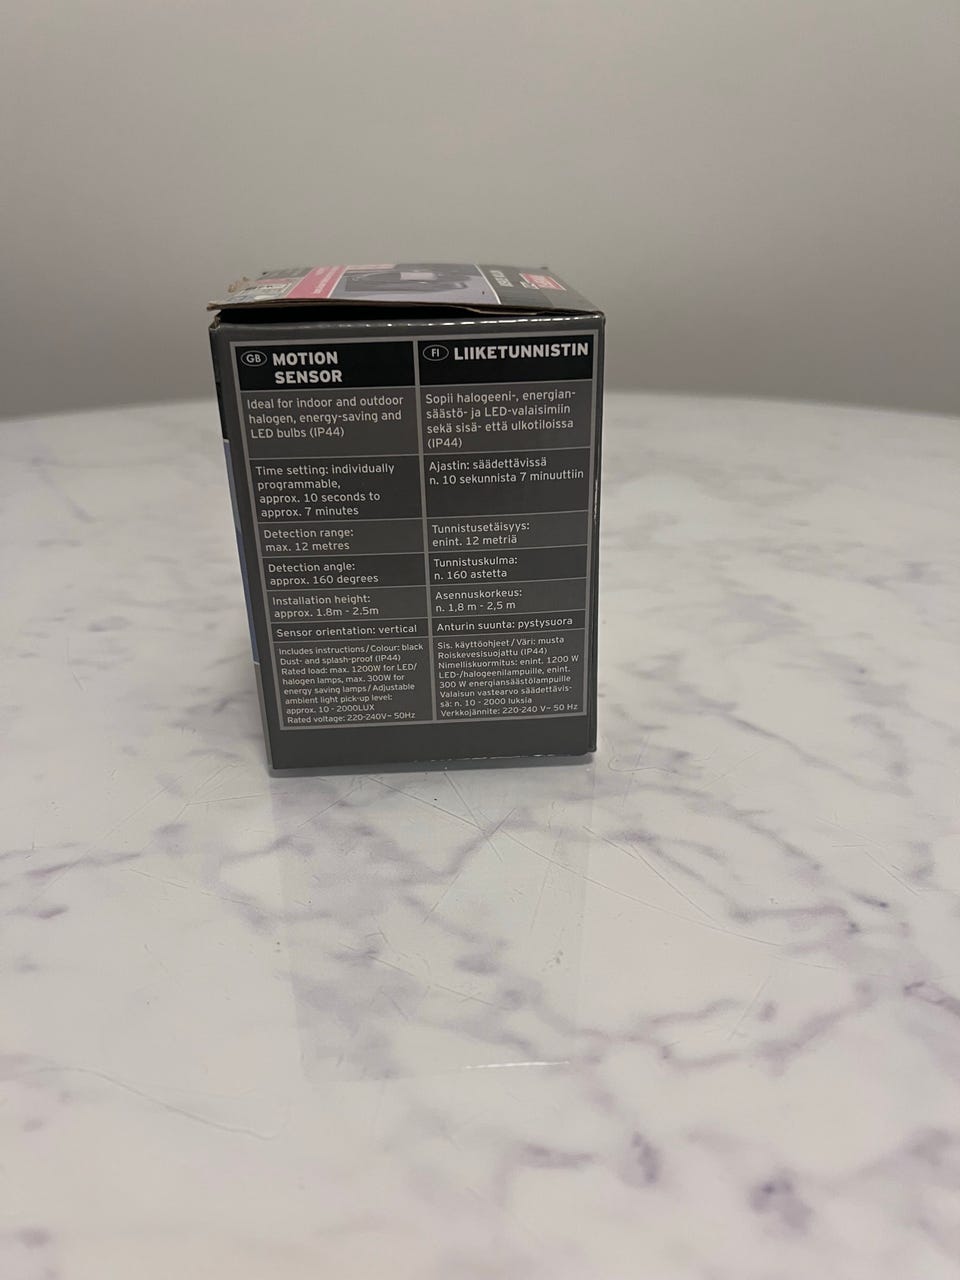 GB MOTION
SENSOR
Ideal for indoor and outdoor
halogen, energy-saving and
LED bulbs (IP44)
Time setting: individually
programmable,
approx. 10 seconds to
approx. 7 minutes
Detection range:
max. 12 metres
Detection angle:
approx. 160 degrees
Installation height:
approx. 1.8m - 2.5m
Sensor orientation: vertical
Includes instructions / Colour: black
Dust- and splash-proof (IP44)
Rated load: max. 1200W for LED/
halogen lamps, max. 300W for
energy saving lamps / Adjustable
ambient light pick-up level:
approx. 10 - 2000LUX
Rated voltage: 220-240V~ 50Hz
FI LIIKETUNNISTIN
Sopii halogeeni-, energian-
säästö- ja LED-valaisimiin
sekä sisä- että ulkotiloissa
(IP44)
Ajastin: säädettävissä
n. 10 sekunnista 7 minuuttiin
Tunnistusetäisyys:
enint. 12 metriä
Tunnistuskulma:
n. 160 astetta
Asennuskorkeus:
n. 1,8 m - 2,5 m
Anturin suunta: pystysuora
Sis. käyttöohjeet / Väri: musta
Roiskevesisuojattu (IP44)
Nimelliskuormitus: enint. 1200 W
LED-/halogeenilampuille, enint.
300 W energiansäästölampuille
Valaisun vastearvo säädettävis-
sä: n. 10 - 2000 luksia
Verkkojännite: 220-240 V~ 50 Hz